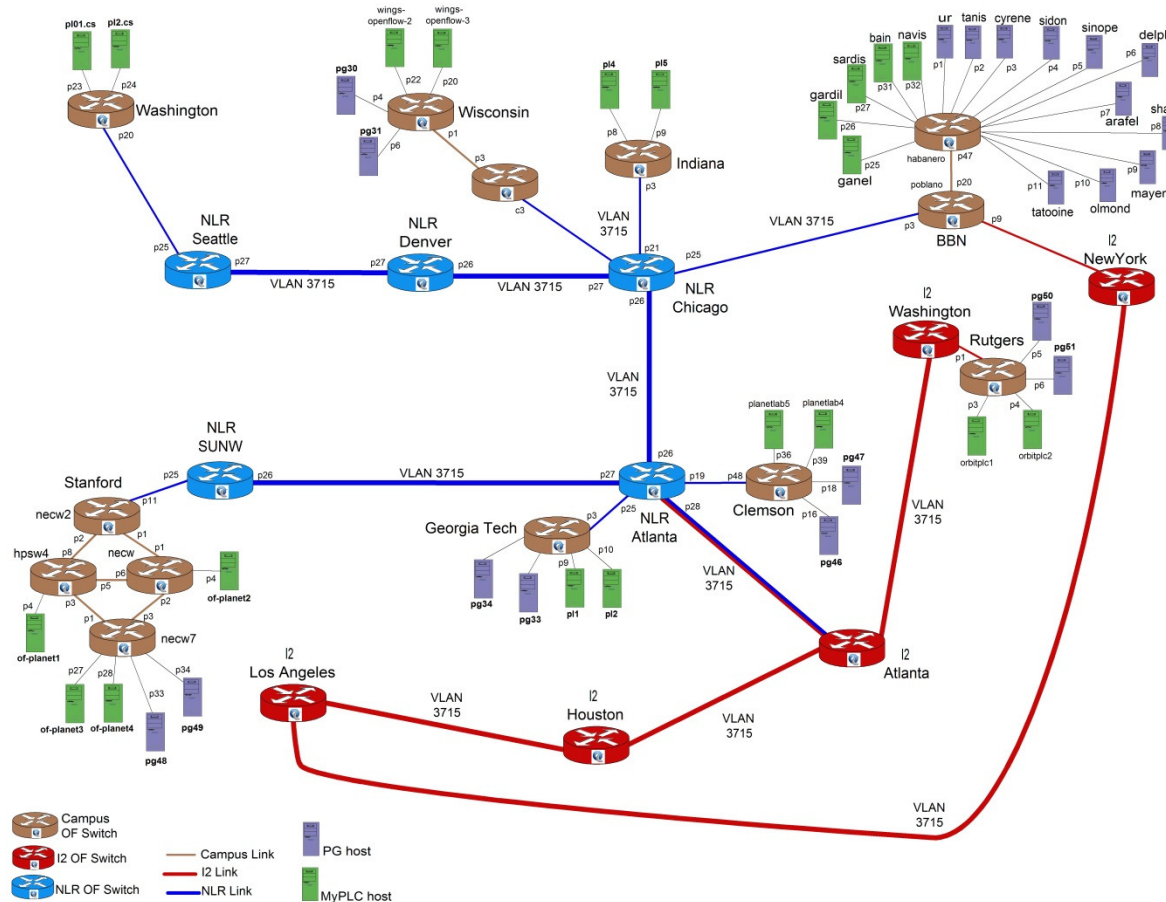 pl01.cs
pl2.cs
p23
p24
Washington
p20
wings-
openflow-2
wings-
openflow-3
pg30
p22
p20
p4
Wisconsin
pg31
p6
p1
p3
c3
pl4
pl5
p8
p9
Indiana
p3
VLAN
3715
ur
tanis
cyrene
sidon
sinope
bain
navis
sardis
gardil
ganel
p31
p32
p27
p26
p25
p1
p2
p3
p4
p5
p6
p7
arafel
p8
p9
p10
olmond
p11
tatooine
habanero
p47
poblano
p20
p3
p9
BBN
VLAN 3715
I2
NewYork
NLR
Seattle
p25
p27
VLAN 3715
NLR
Denver
p27
p26
VLAN 3715
p21
p25
p27
p26
NLR
Chicago
VLAN
3715
I2
Washington
p1
Rutgers
pg50
p5
pg51
p6
p3
p4
orbitplc1
orbitplc2
VLAN
3715
NLR
SUNW
p25
p26
VLAN 3715
p26
p27
p19
p28
p25
NLR
Atlanta
planetlab5
planetlab4
p36
p39
p48
Clemson
pg47
p18
p16
pg46
Georgia Tech
p3
p9
p10
pg34
pg33
pl1
pl2
VLAN
3715
Stanford
necw2
p11
p2
p1
hpsw4
p8
necw
p1
p6
p5
p4
of-planet2
p4
p3
p2
of-planet1
p1
p3
necw7
p27
p28
p33
p34
of-planet3
of-planet4
pg48
pg49
I2
Los Angeles
VLAN
3715
I2
Houston
VLAN
3715
I2
Atlanta
VLAN
3715
Campus
OF Switch
I2 OF Switch
NLR OF Switch
Campus Link
I2 Link
NLR Link
PG host
MyPLC host